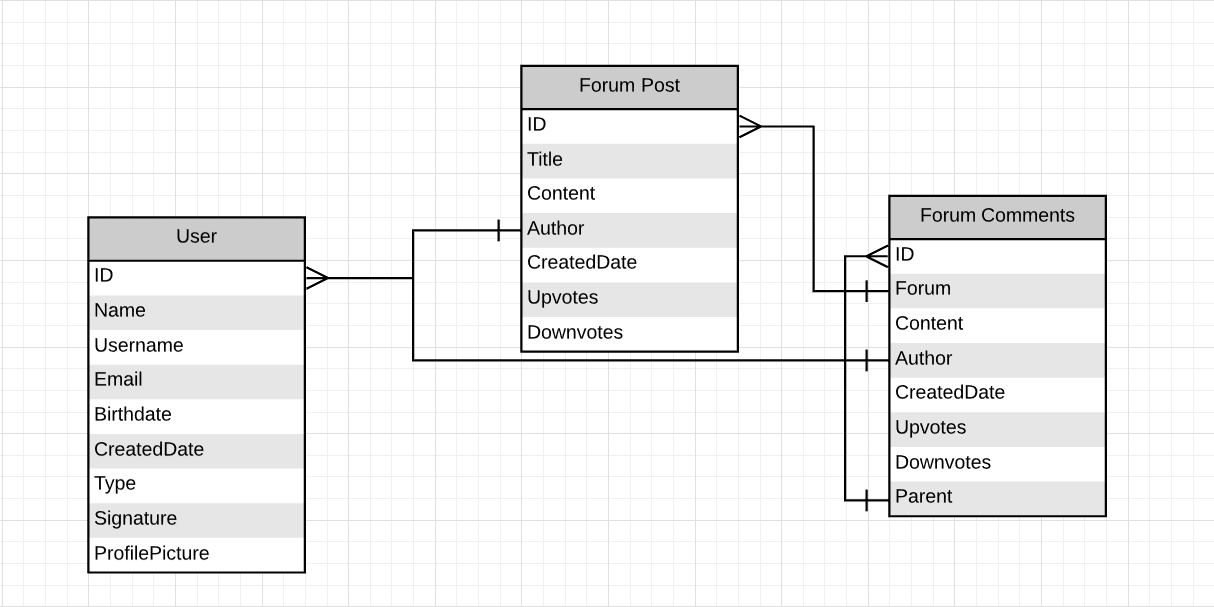 User
ID
Name
Username
Email
Birthdate
CreatedDate
Type
Signature
ProfilePicture
Forum Post
ID
Title
Content
Author
CreatedDate
Upvotes
Downvotes
Forum Comments
ID
Forum
Content
Author
CreatedDate
Upvotes
Downvotes
Parent